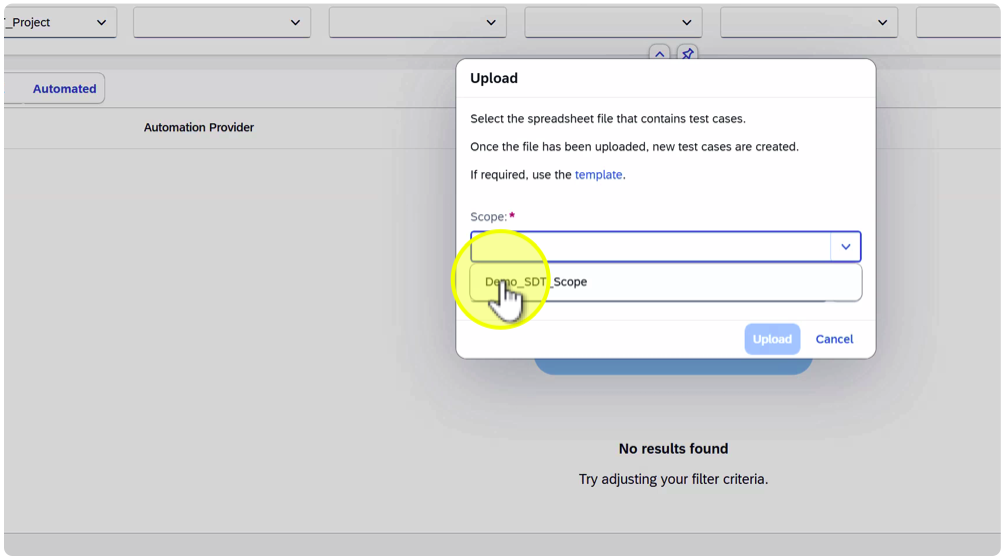 _Project
Automated
Automation Provider
Upload
Select the spreadsheet file that contains test cases.
Once the file has been uploaded, new test cases are created.
If required, use the template.
Scope:*
Demo_SDT_Scope
Upload Cancel
No results found
Try adjusting your filter criteria.